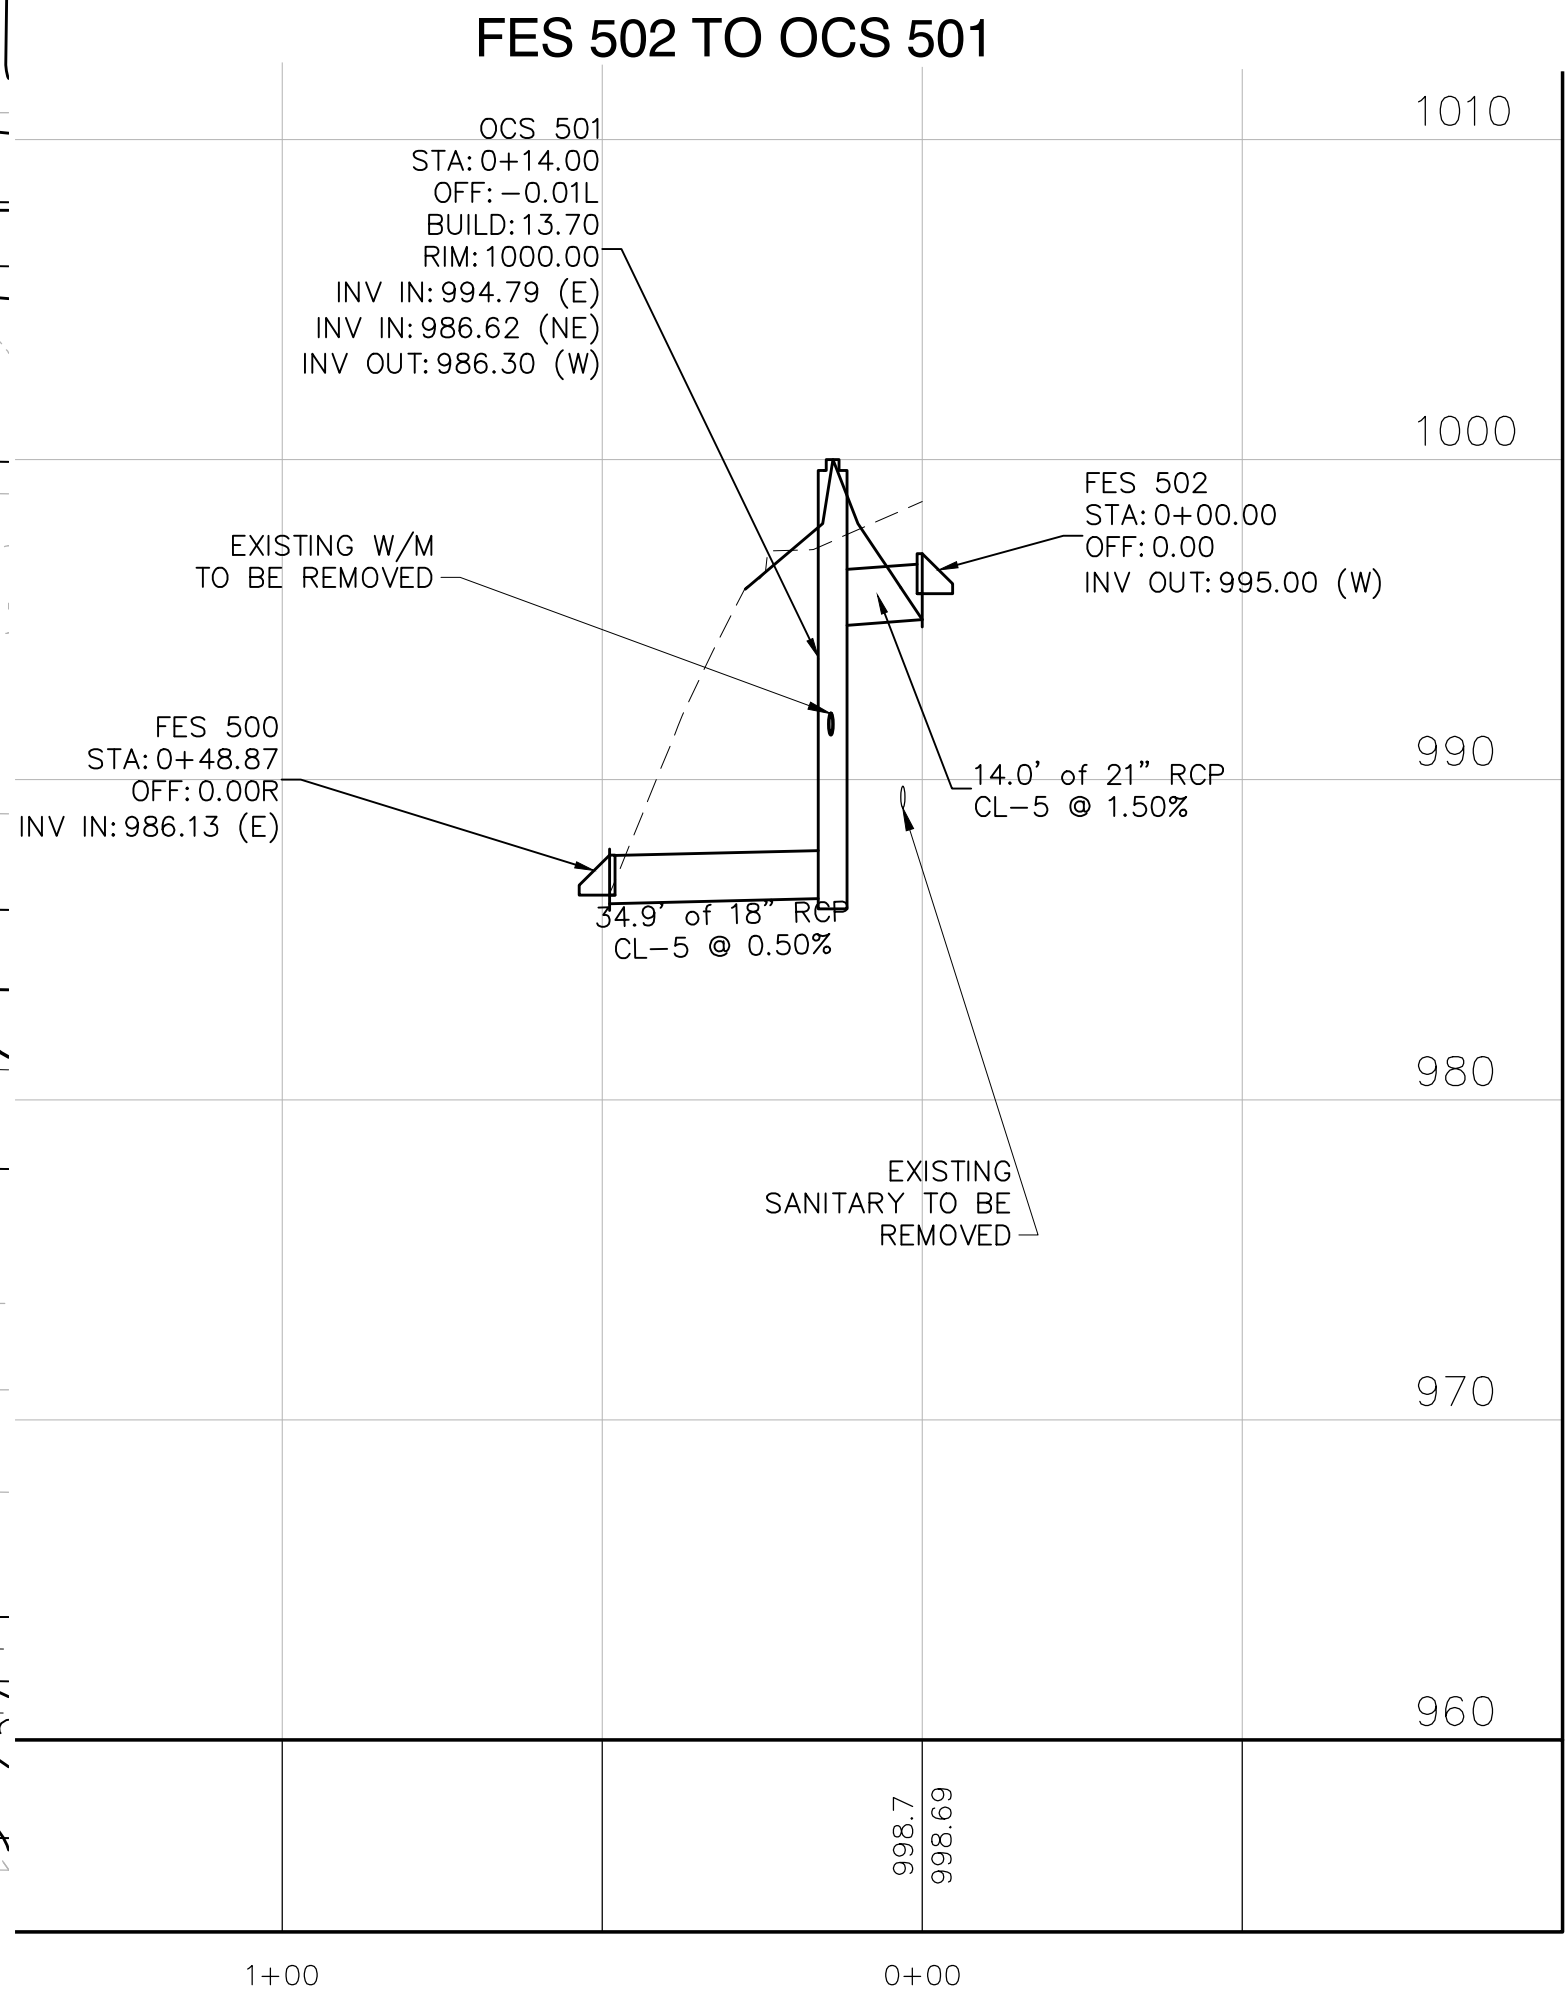 FES 502 TO OCS 501
1010
OCS 501
STA: 0+14.00
OFF: -0.01L
BUILD: 13.70
RIM: 1000.00
INV IN: 994.79 (E)
INV IN: 986.62 (NE)
INV OUT: 986.30 (W)
1000
FES 502
STA: 0+00.00
OFF: 0.00
INV OUT: 995.00 (W)
EXISTING W/M
TO BE REMOVED
FES 500
STA: 0+48.87
OFF: 0.00R
INV IN: 986.13 (E)
990
14.0' of 21" RCP
CL-5 @ 1.50%
34.9' of 18" RCP
CL-5 @ 0.50%
980
EXISTING
SANITARY TO BE
REMOVED
970
960
998.7
998.69
1+00
0+00